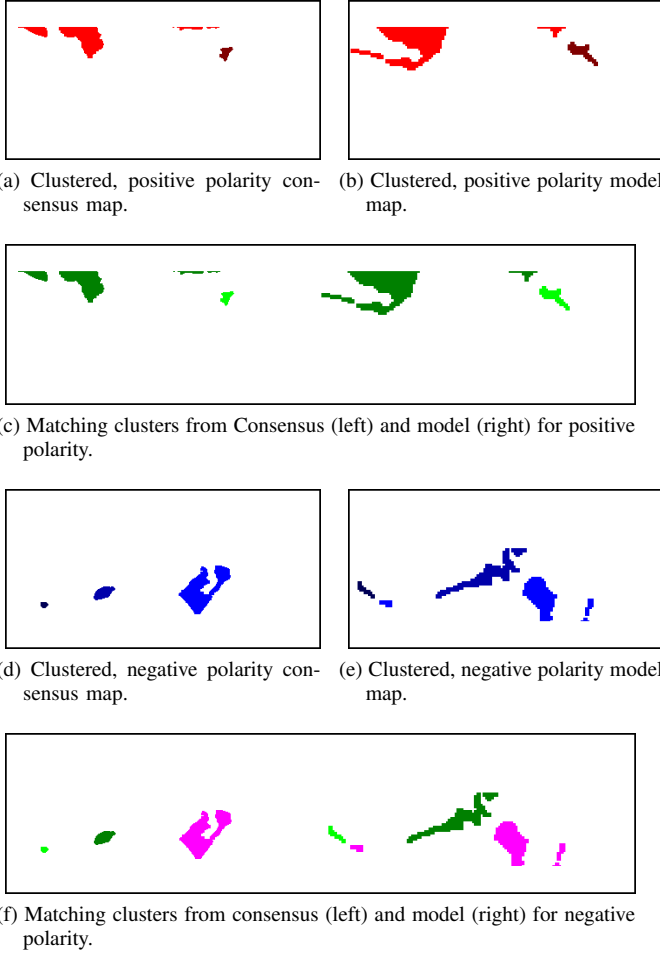 (a) Clustered, positive polarity con-
sensus map.
(b) Clustered, positive polarity model
map.
(c) Matching clusters from Consensus (left) and model (right) for positive
polarity.
(d) Clustered, negative polarity con-
sensus map.
(e) Clustered, negative polarity model
map.
(f) Matching clusters from consensus (left) and model (right) for negative
polarity.